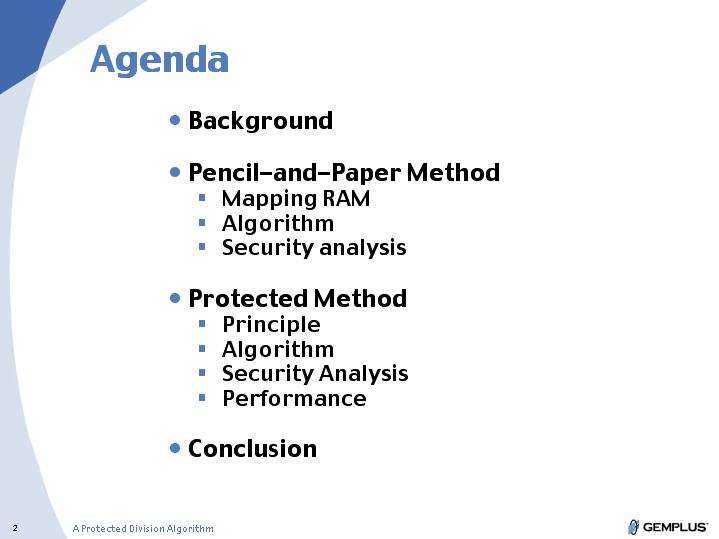 Agenda
• Background
• Pencil-and-Paper Method
▪ Mapping RAM
▪ Algorithm
▪ Security analysis
• Protected Method
▪ Principle
▪ Algorithm
▪ Security Analysis
▪ Performance
• Conclusion
2
A Protected Division Algorithm
GEMPLUS™